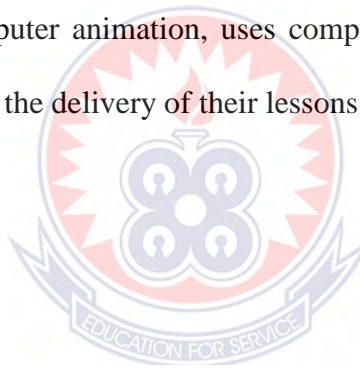 puter animation, uses comp
the delivery of their lessons
EDUCATION FOR SERVICE